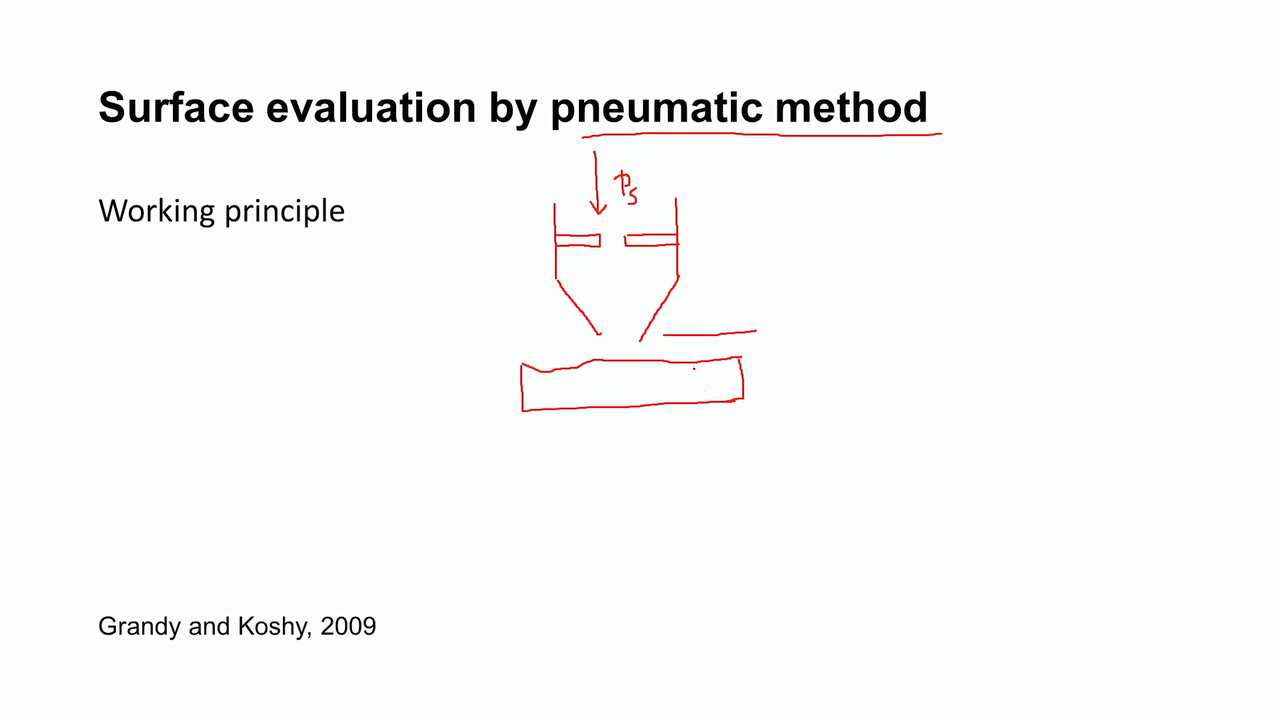 Surface evaluation by pneumatic method
Working principle
ps
Grandy and Koshy, 2009